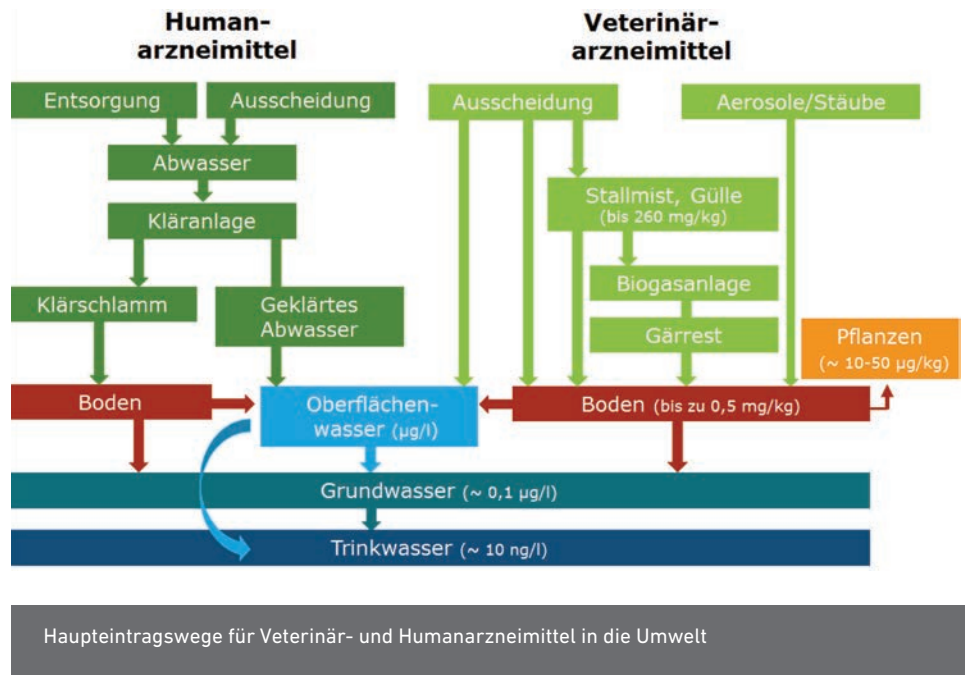 Human-
arzneimittel
Veterinär-
arzneimittel
Entsorgung
Ausscheidung
Ausscheidung
Aerosole/Stäube
Abwasser
Stallmist, Gülle
(bis 260 mg/kg)
Kläranlage
Biogasanlage
Klärschlamm
Geklärtes
Abwasser
Gärrest
Pflanzen
(~ 10-50 µg/kg)
Boden
Oberflächen-
wasser (µg/l)
Boden (bis zu 0,5 mg/kg)
Grundwasser (~ 0,1 µg/l)
Trinkwasser (~ 10 ng/l)
Haupteintragswege für Veterinär- und Humanarzneimittel in die Umwelt